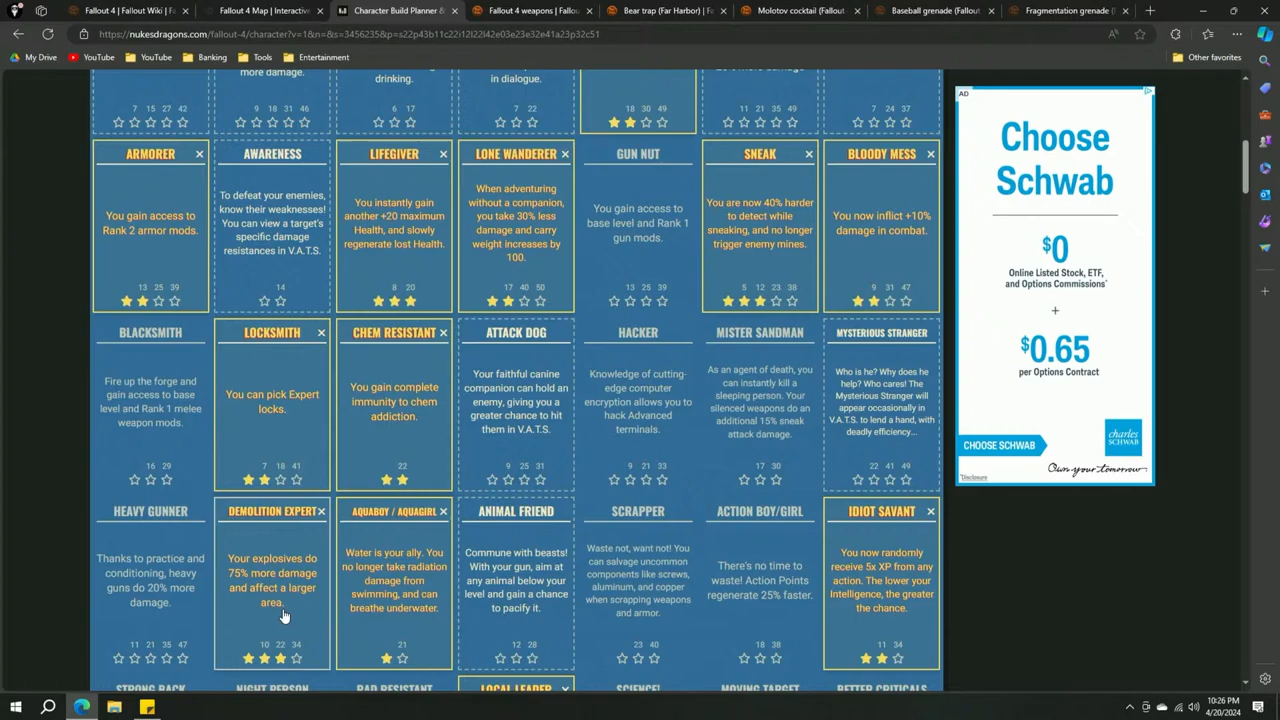 Fallout 4 | Fallout Wiki | Fa
Fallout 4 Map | Interactive
Character Build Planner &
Fallout 4 weapons | Fallou
Bear trap (Far Harbor) | Fa
Molotov cocktail (Fallout
Baseball grenade (Fallout
Fragmentation grenade (F
https://nukesdragons.com/fallout-4/character?v=1&n=&s=3456235&p=s22p43b11c22i12l22l42e03e23e32e41a23p32c51
My Drive
YouTube
YouTube
Banking
Tools
Entertainment
Other favorites
more damage.
drinking.
in dialogue.
7 15 27 42
9 18 31 46
6 17
7 22
18 30 49
11 21 35 49
7 24 37
ARMORER
You gain access to
Rank 2 armor mods.
13 25 39
AWARENESS
To defeat your enemies,
know their weaknesses!
You can view a target's
specific damage
resistances in V.A.T.S.
14
LIFEGIVER
You instantly gain
another +20 maximum
Health, and slowly
regenerate lost Health.
8 20
LONE WANDERER
When adventuring
without a companion,
you take 30% less
damage and carry
weight increases by
100.
17 40 50
GUN NUT
You gain access to
base level and Rank 1
gun mods.
13 25 39
SNEAK
You are now 40% harder
to detect while
sneaking, and no longer
trigger enemy mines.
5 12 23 38
BLOODY MESS
You now inflict +10%
damage in combat.
9 31 47
BLACKSMITH
Fire up the forge and
gain access to base
level and Rank 1 melee
weapon mods.
16 29
LOCKSMITH
You can pick Expert
locks.
7 18 41
CHEM RESISTANT
You gain complete
immunity to chem
addiction.
22
ATTACK DOG
Your faithful canine
companion can hold an
enemy, giving you a
greater chance to hit
them in V.A.T.S.
9 25 31
HACKER
Knowledge of cutting-
edge computer
encryption allows you to
hack Advanced
terminals.
9 21 33
MISTER SANDMAN
As an agent of death, you
can instantly kill a
sleeping person. Your
silenced weapons do an
additional 15% sneak
attack damage.
17 30
MYSTERIOUS STRANGER
Who is he? Why does he
help? Who cares! The
Mysterious Stranger will
appear occasionally in
V.A.T.S. to lend a hand, with
deadly efficiency...
22 41 49
HEAVY GUNNER
Thanks to practice and
conditioning, heavy
guns do 20% more
damage.
11 21 35 47
DEMOLITION EXPERT
Your explosives do
75% more damage
and affect a larger
area.
10 22 34
AQUABOY / AQUAGIRL
Water is your ally. You
no longer take radiation
damage from
swimming, and can
breathe underwater.
21
ANIMAL FRIEND
Commune with beasts!
With your gun, aim at
any animal below your
level and gain a chance
to pacify it.
12 28
SCRAPPER
Waste not, want not! You
can salvage uncommon
components like screws,
aluminum, and copper
when scrapping weapons
and armor.
23 40
ACTION BOY/GIRL
There's no time to
waste! Action Points
regenerate 25% faster.
18 38
IDIOT SAVANT
You now randomly
receive 5x XP from any
action. The lower your
Intelligence, the greater
the chance.
11 34
STRONG BACK
NIGHT PERSON
RAD RESISTANT
LOCAL LEADER
SCIENCE!
MOVING TARGET
BETTER CRITICALS
AD
Choose
Schwab
$0
Online Listed Stock, ETF,
and Options Commissions*
+
$0.65
per Options Contract
CHOOSE SCHWAB
charles
SCHWAB
Own your tomorrow
Disclosure
10:26 PM
4/20/2024